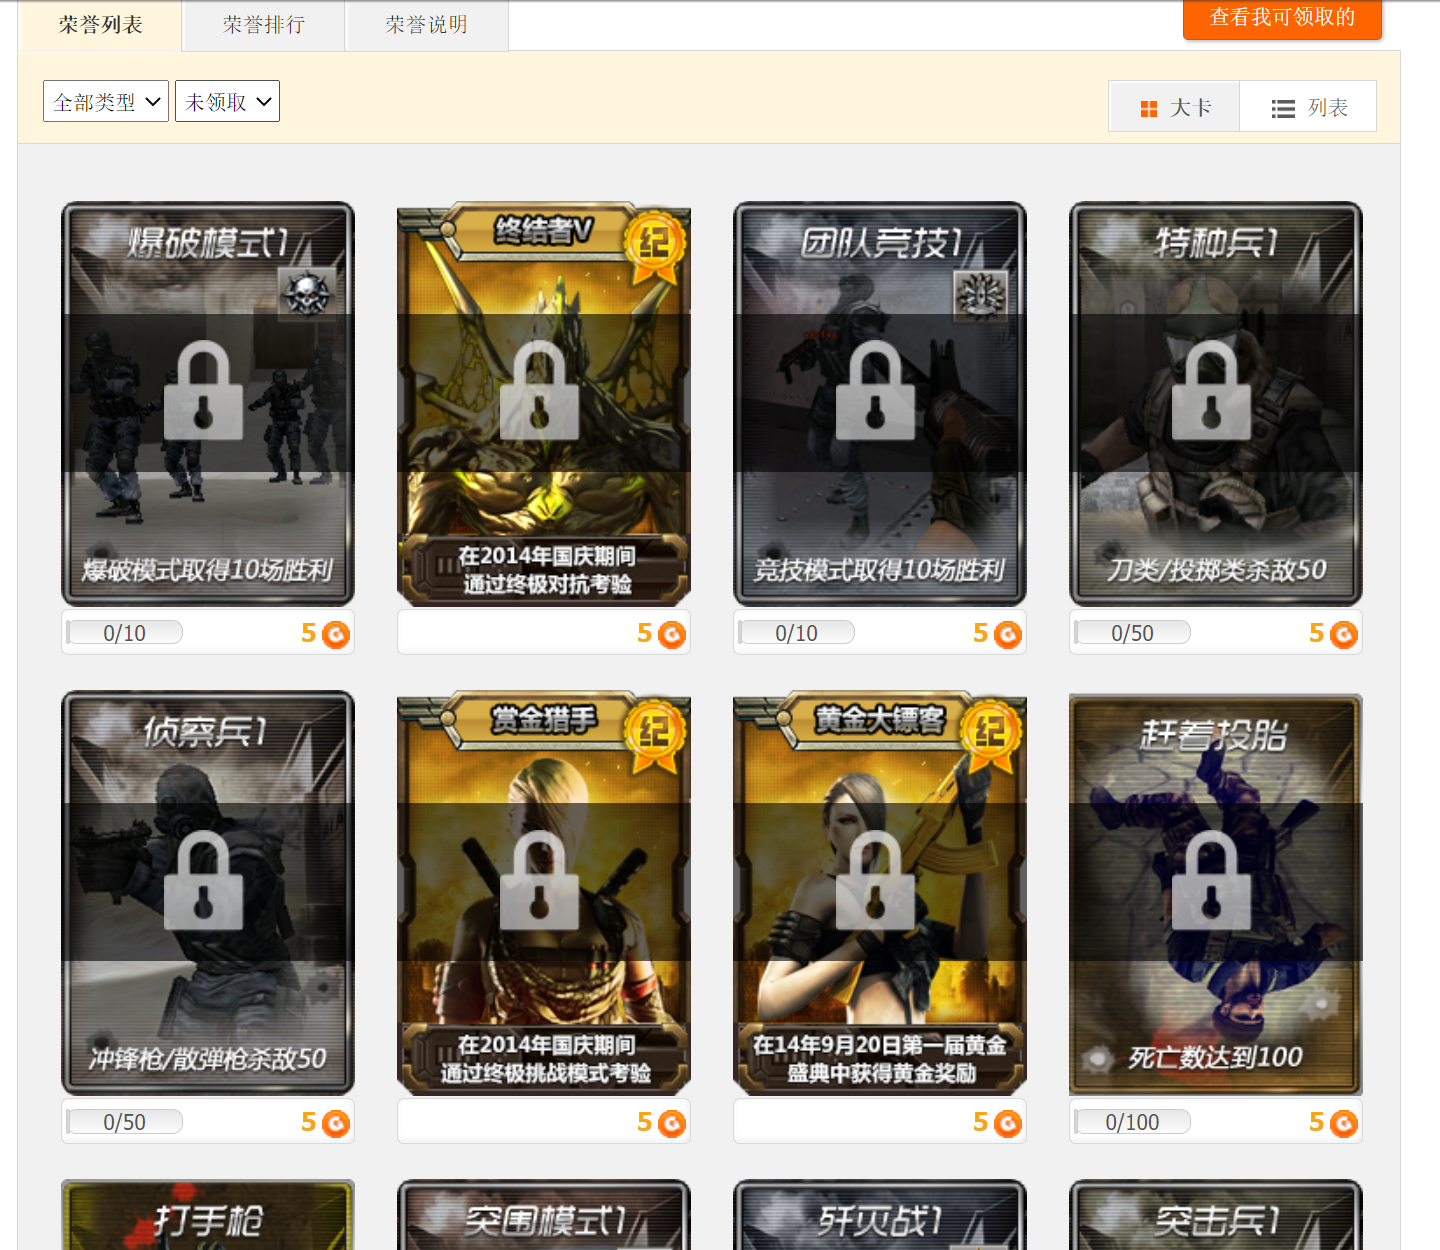 荣誉列表
荣誉排行
荣誉说明
查看我可领取的
全部类型
未领取
大卡
列表
爆破模式1
爆破模式取得10场胜利
0/10
5
终结者V
纪
在2014年国庆期间
通过终极对抗考验
5
团队竞技1
竞技模式取得10场胜利
0/10
5
特种兵1
刀类/投掷类杀敌50
0/50
5
侦察兵1
冲锋枪/散弹枪杀敌50
0/50
5
赏金猎手
纪
在2014年国庆期间
通过终极挑战模式考验
5
黄金大镖客
纪
在14年9月20日第一届黄金
盛典中获得黄金奖励
5
赶着投胎
死亡数达到100
0/100
5
打手枪
突围模式1
歼灭战1
突击兵1